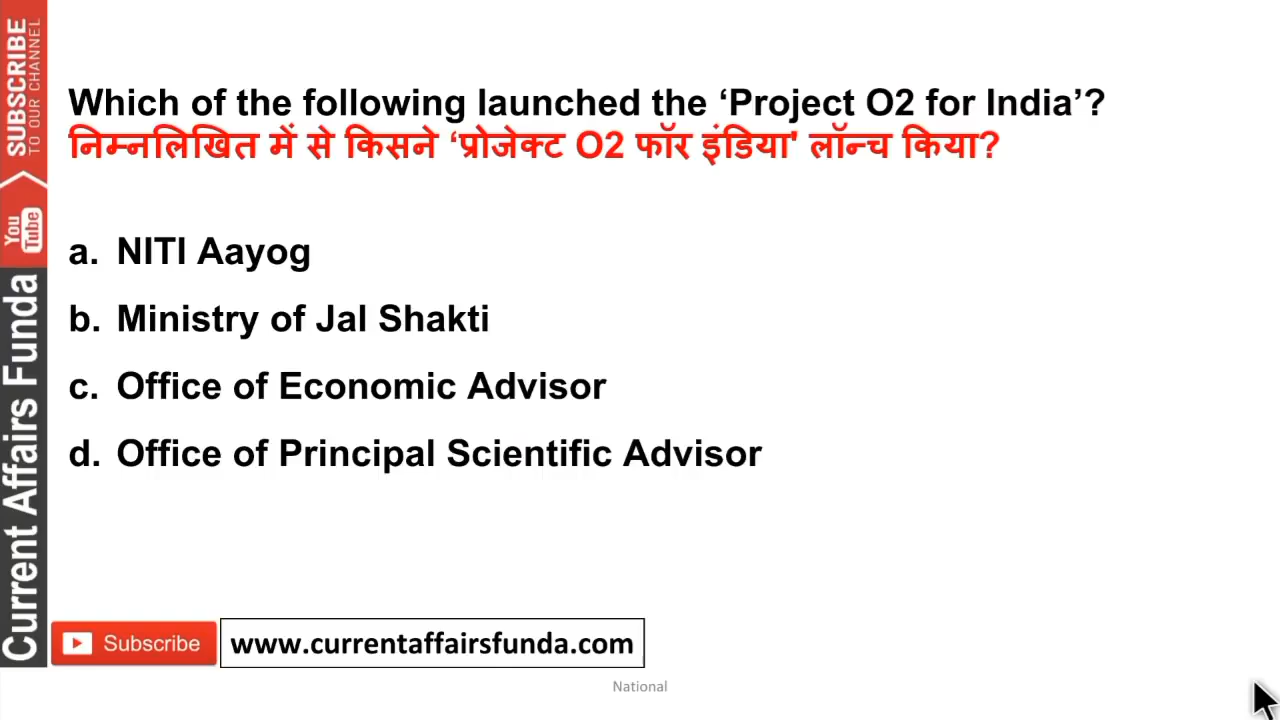 Which of the following launched the ‘Project O2 for India’?
निम्नलिखित में से किसने ‘प्रोजेक्ट O2 फॉर इंडिया' लॉन्च किया?
a. NITI Aayog
b. Ministry of Jal Shakti
c. Office of Economic Advisor
d. Office of Principal Scientific Advisor
SUBSCRIBE
TO OUR CHANNEL
You
Tube
Current Affairs Funda
Subscribe
www.currentaffairsfunda.com
National